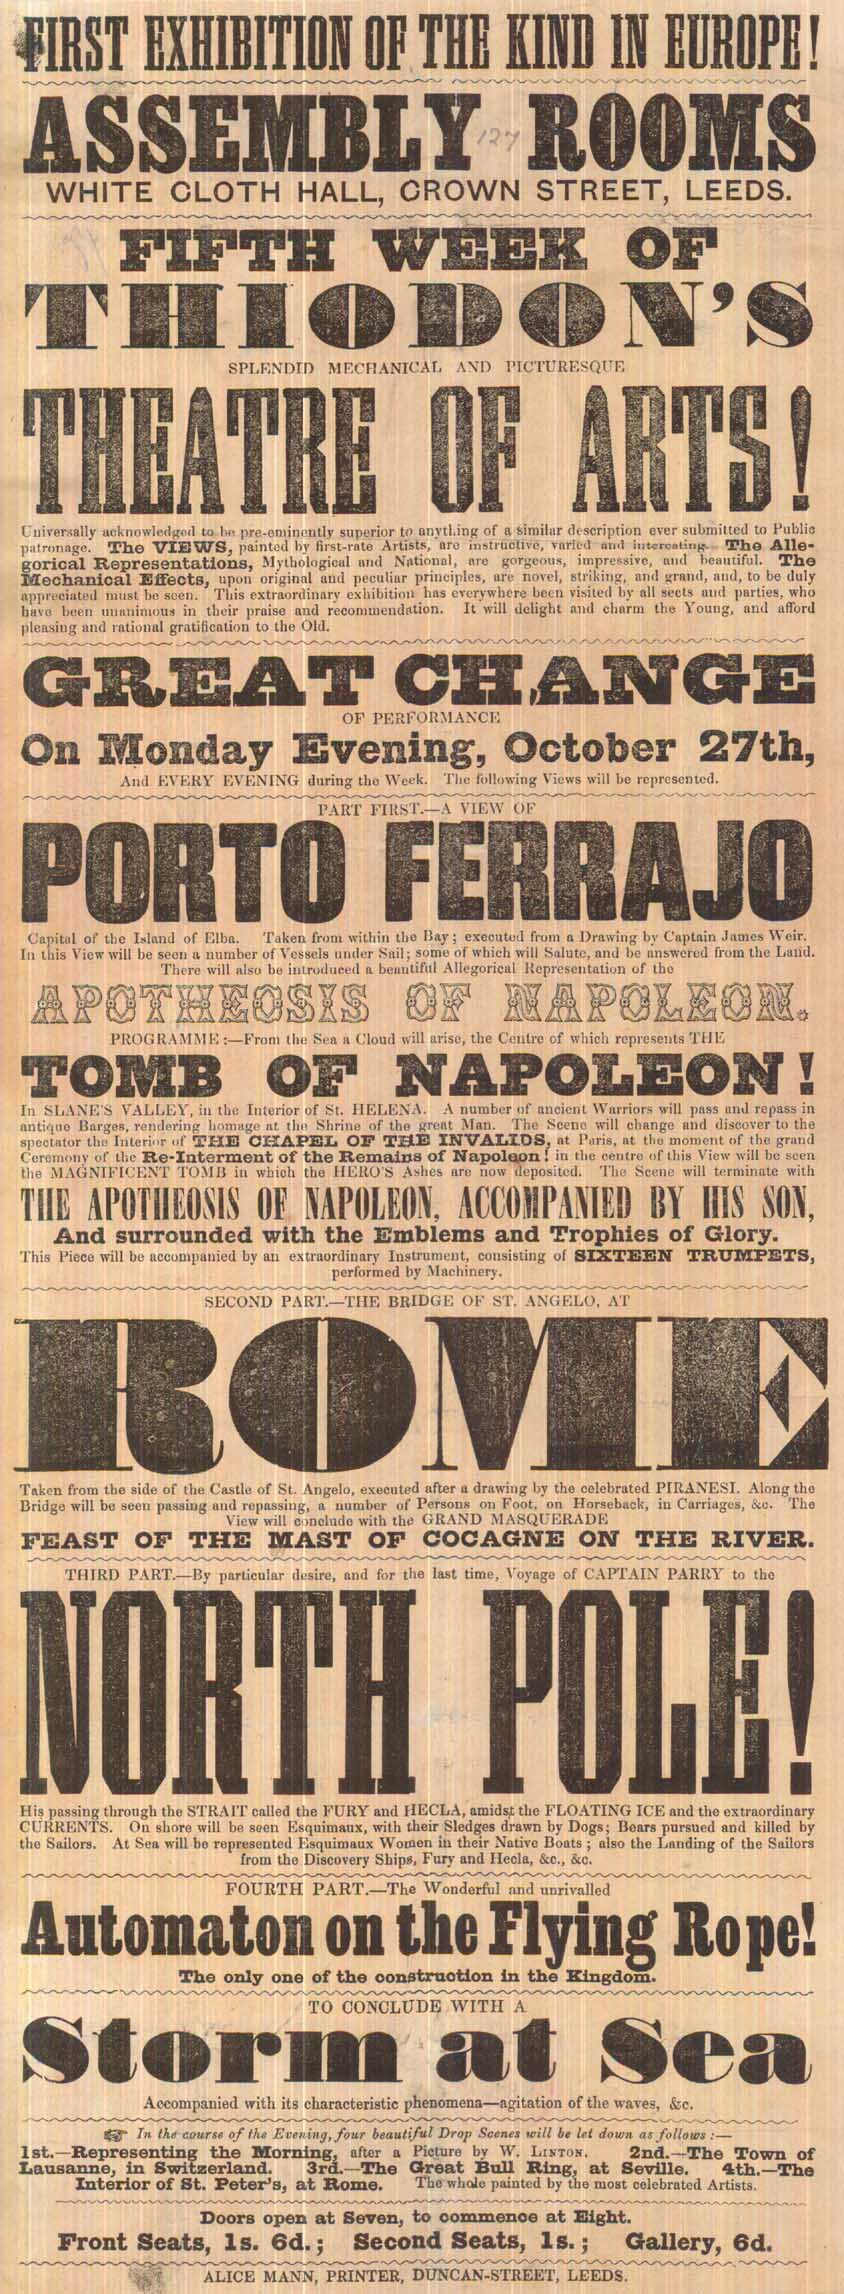 FIRST EXHIBITION OF THE KIND IN EUROPE!
ASSEMBLY ROOMS
127
WHITE CLOTH HALL, CROWN STREET, LEEDS.
FIFTH WEEK OF
THIODON'S
SPLENDID MECHANICAL AND PICTURESQUE
THEATRE OF ARTS!
Universally acknowledged to be pre-eminently superior to anything of a similar description ever submitted to Public
patronage. The VIEWS, painted by first-rate Artists, are instructive, varied and interesting. The Alle-
gorical Representations, Mythological and National, are gorgeous, impressive, and beautiful. The
Mechanical Effects, upon original and peculiar principles, are novel, striking, and grand, and, to be duly
appreciated must be seen. This extraordinary exhibition has everywhere been visited by all sects and parties, who
have been unanimous in their praise and recommendation. It will delight and charm the Young, and afford
pleasing and rational gratification to the Old.
GREAT CHANGE
OF PERFORMANCE
On Monday Evening, October 27th,
And EVERY EVENING during the Week. The following Views will be represented.
PART FIRST.—A VIEW OF
PORTO FERRAJO
Capital of the Island of Elba. Taken from within the Bay; executed from a Drawing by Captain James Weir.
In this View will be seen a number of Vessels under Sail; some of which will Salute, and be answered from the Land.
There will also be introduced a beautiful Allegorical Representation of the
APOTHEOSIS OF NAPOLEON.
PROGRAMME:—From the Sea a Cloud will arise, the Centre of which represents THE
TOMB OF NAPOLEON!
In SLANE'S VALLEY, in the Interior of St. HELENA. A number of ancient Warriors will pass and repass in
antique Barges, rendering homage at the Shrine of the great Man. The Scene will change and discover to the
spectator the Interior of THE CHAPEL OF THE INVALIDS, at Paris, at the moment of the grand
Ceremony of the Re-Interment of the Remains of Napoleon! in the centre of this View will be seen
the MAGNIFICENT TOMB in which the HERO'S Ashes are now deposited. The Scene will terminate with
THE APOTHEOSIS OF NAPOLEON, ACCOMPANIED BY HIS SON,
And surrounded with the Emblems and Trophies of Glory.
This Piece will be accompanied by an extraordinary Instrument, consisting of SIXTEEN TRUMPETS,
performed by Machinery.
SECOND PART.—THE BRIDGE OF ST. ANGELO, AT
ROME
Taken from the side of the Castle of St. Angelo, executed after a drawing by the celebrated PIRANESI. Along the
Bridge will be seen passing and repassing, a number of Persons on Foot, on Horseback, in Carriages, &c. The
View will conclude with the GRAND MASQUERADE
FEAST OF THE MAST OF COCAGNE ON THE RIVER.
THIRD PART.—By particular desire, and for the last time, Voyage of CAPTAIN PARRY to the
NORTH POLE!
His passing through the STRAIT called the FURY and HECLA, amidst the FLOATING ICE and the extraordinary
CURRENTS. On shore will be seen Esquimaux, with their Sledges drawn by Dogs; Bears pursued and killed by
the Sailors. At Sea will be represented Esquimaux Women in their Native Boats; also the Landing of the Sailors
from the Discovery Ships, Fury and Hecla, &c., &c.
FOURTH PART.—The Wonderful and unrivalled
Automaton on the Flying Rope!
The only one of the construction in the Kingdom.
TO CONCLUDE WITH A
Storm at Sea
Accompanied with its characteristic phenomena—agitation of the waves, &c.
☞ In the course of the Evening, four beautiful Drop Scenes will be let down as follows:—
1st.—Representing the Morning, after a Picture by W. LINTON. 2nd.—The Town of
Lausanne, in Switzerland. 3rd.—The Great Bull Ring, at Seville. 4th.—The
Interior of St. Peter's, at Rome. The whole painted by the most celebrated Artists.
Doors open at Seven, to commence at Eight.
Front Seats, 1s. 6d.; Second Seats, 1s.; Gallery, 6d.
ALICE MANN, PRINTER, DUNCAN-STREET, LEEDS.